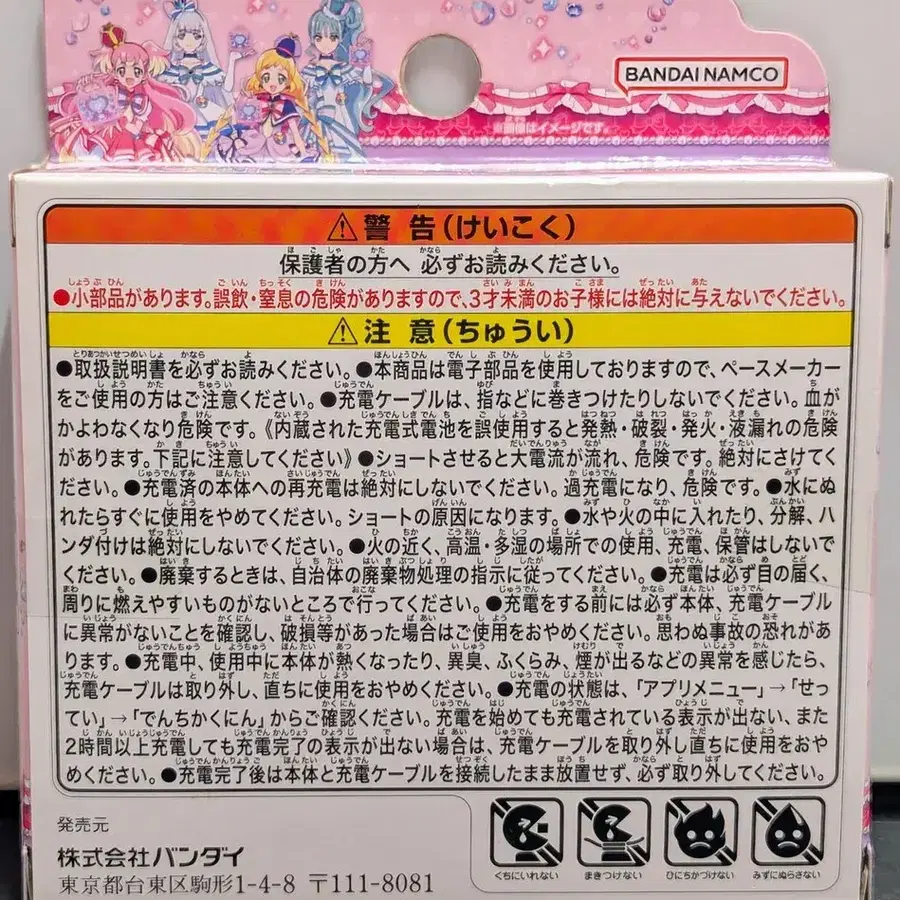 BANDAI NAMCO
※画像はイメージです。
⚠警 告(けいこく)
保護者の方へ 必ずお読みください。
●小部品があります。誤飲・窒息の危険がありますので、3才未満のお子様には絶対に与えないでください。
⚠注 意(ちゅうい)
●取扱説明書を必ずお読みください。●本商品は電子部品を使用しておりますので、ペースメーカー
をご使用の方はご注意ください。●充電ケーブルは、指などに巻きつけたりしないでください。血が
かよわなくなり危険です。《内蔵された充電式電池を誤使用すると発熱・破裂・発火・液漏れの危険
があります。下記に注意してください》●ショートさせると大電流が流れ、危険です。絶対にさけてく
ださい。●充電済の本体への再充電は絶対にしないでください。過充電になり、危険です。●水にぬ
れたらすぐに使用をやめてください。ショートの原因になります。●水や火の中に入れたり、分解、ハ
ンダ付けは絶対にしないでください。●火の近く、高温・多湿の場所での使用、充電、保管はしないで
ください。●廃棄するときは、自治体の廃棄物処理の指示に従ってください。●充電は必ず目の届く、
周りに燃えやすいものがないところで行ってください。●充電をする前には必ず本体、充電ケーブル
に異常がないことを確認し、破損等があった場合はご使用をおやめください。思わぬ事故の恐れがあ
ります。●充電中、使用中に本体が熱くなったり、異臭、ふくらみ、煙が出るなどの異常を感じたら、
充電ケーブルは取り外し、直ちに使用をおやめください。●充電の状態は、「アプリメニュー」→「せっ
てい」→「でんちかくにん」からご確認ください。充電を始めても充電されている表示が出ない、また
2時間以上充電しても充電完了の表示が出ない場合は、充電ケーブルを取り外し直ちに使用をおや
めください。●充電完了後は本体と充電ケーブルを接続したまま放置せず、必ず取り外してください。
くちにいれない
まきつけない
ひにちかづけない
みずにぬらさない
発売元
株式会社バンダイ
東京都台東区駒形1-4-8 〒111-8081